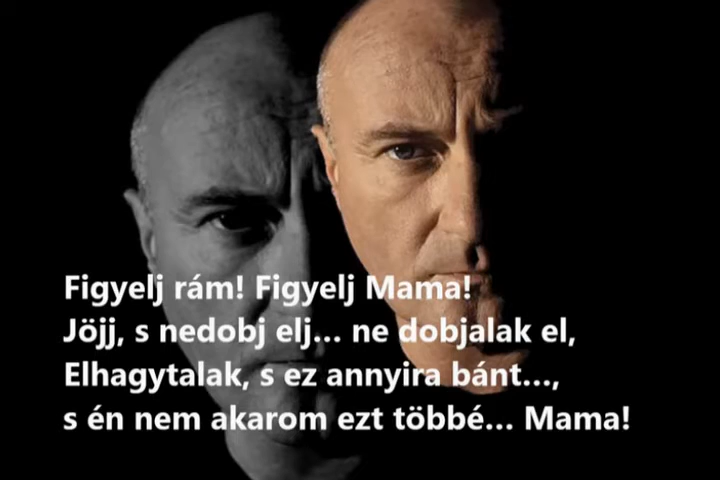 Figyelj rám! Figyelj Mama!
Jöjj, s nedobj elj... ne dobjalak el,
Elhagytalak, s ez annyira bánt...,
s én nem akarom ezt többé... Mama!